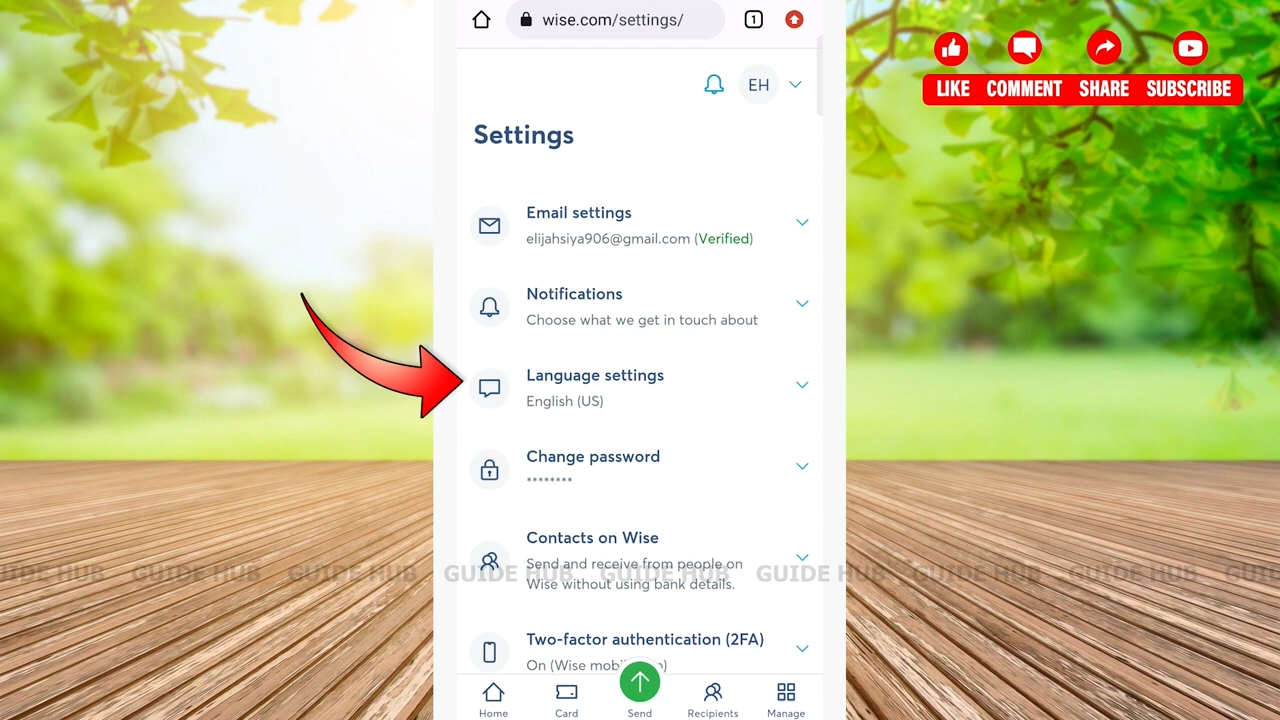 wise.com/settings/
1
LIKE COMMENT SHARE SUBSCRIBE
EH
Settings
Email settings
elijahsiya906@gmail.com (Verified)
Notifications
Choose what we get in touch about
Language settings
English (US)
Change password
********
Contacts on Wise
Send and receive from people on
Wise without using bank details.
GUIDE HUB GUIDE HUB GUIDE HUB GUIDE HUB GUIDE HUB GUIDE HUB
Two-factor authentication (2FA)
On (Wise
Home Card Send Recipients Manage